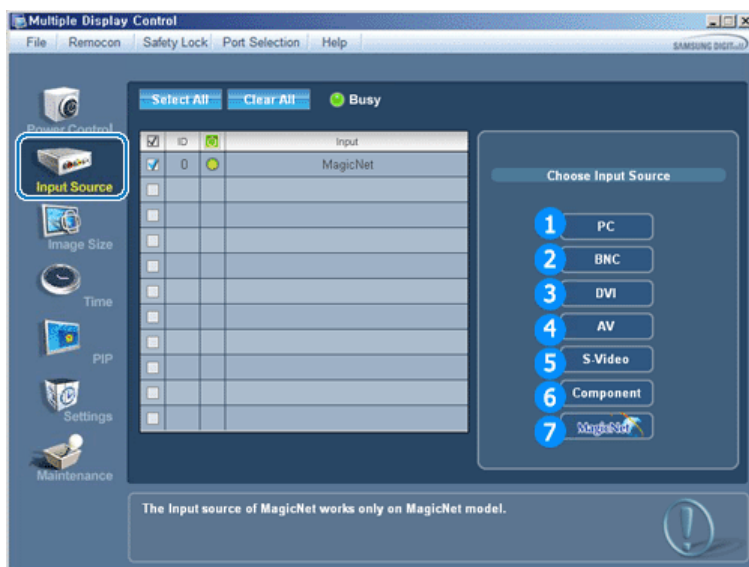 Multiple Display Control
File Remocon Safety Lock Port Selection Help
Select All Clear All Busy
Power Control
Input Source
Image Size
Time
PIP
Settings
Maintenance
ID Input
0 MagicNet
Choose Input Source
1 PC
2 BNC
3 DVI
4 AV
5 S-Video
6 Component
7 MagicNet
The Input source of MagicNet works only on MagicNet model.